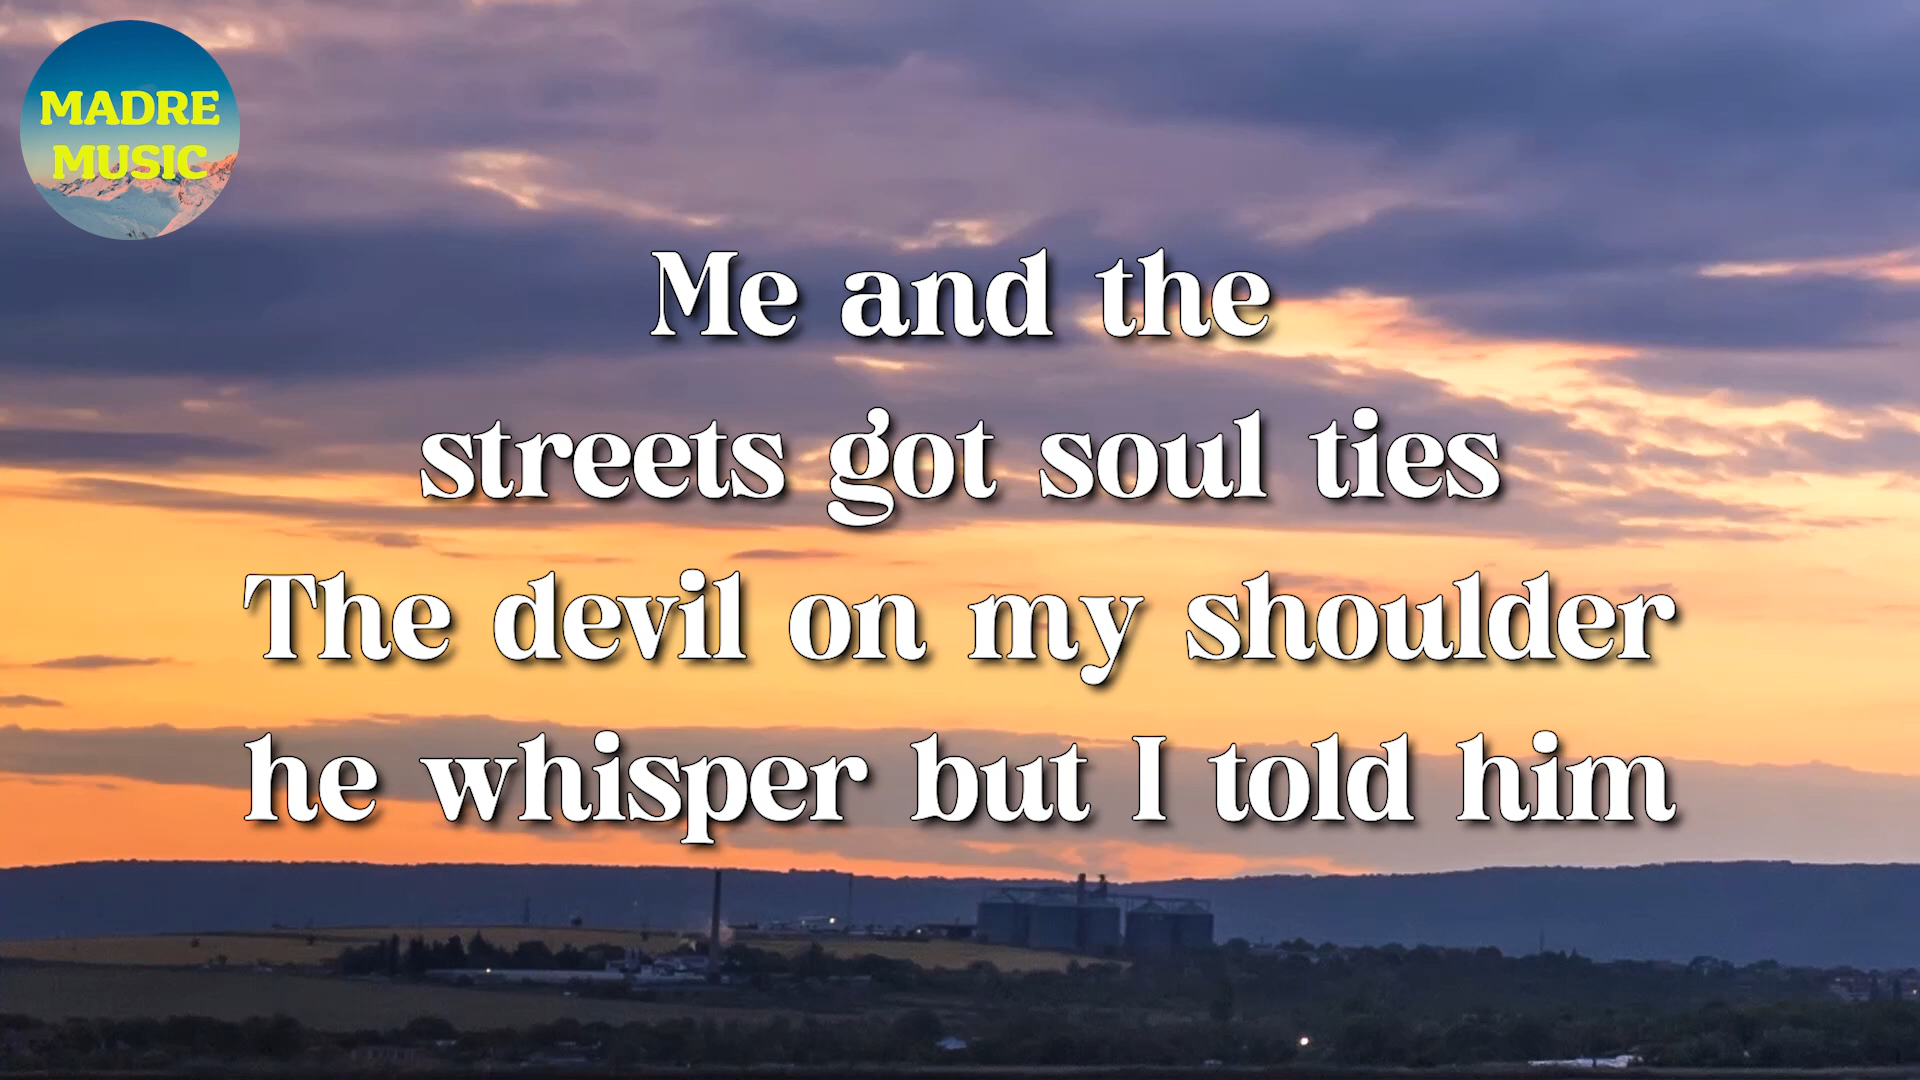 MADRE
MUSIC
Me and the
streets got soul ties
The devil on my shoulder
he whisper but I told him